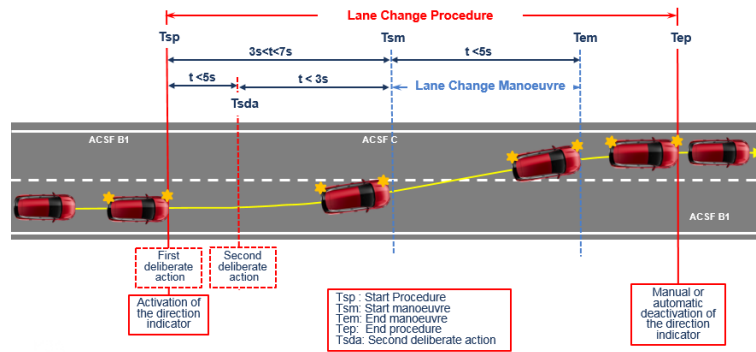 Lane Change Procedure
Tsp
Tsm
Tem
Tep
3s<t<7s
t <5s
t <5s
t < 3s
Lane Change Manoeuvre
Tsda
ACSF B1
ACSF C
ACSF B1
First
deliberate
action
Second
deliberate
action
Activation of
the direction
indicator
Tsp : Start Procedure
Tsm: Start manoeuvre
Tem: End manoeuvre
Tep: End procedure
Tsda: Second deliberate action
Manual or
automatic
deactivation of
the direction
indicator